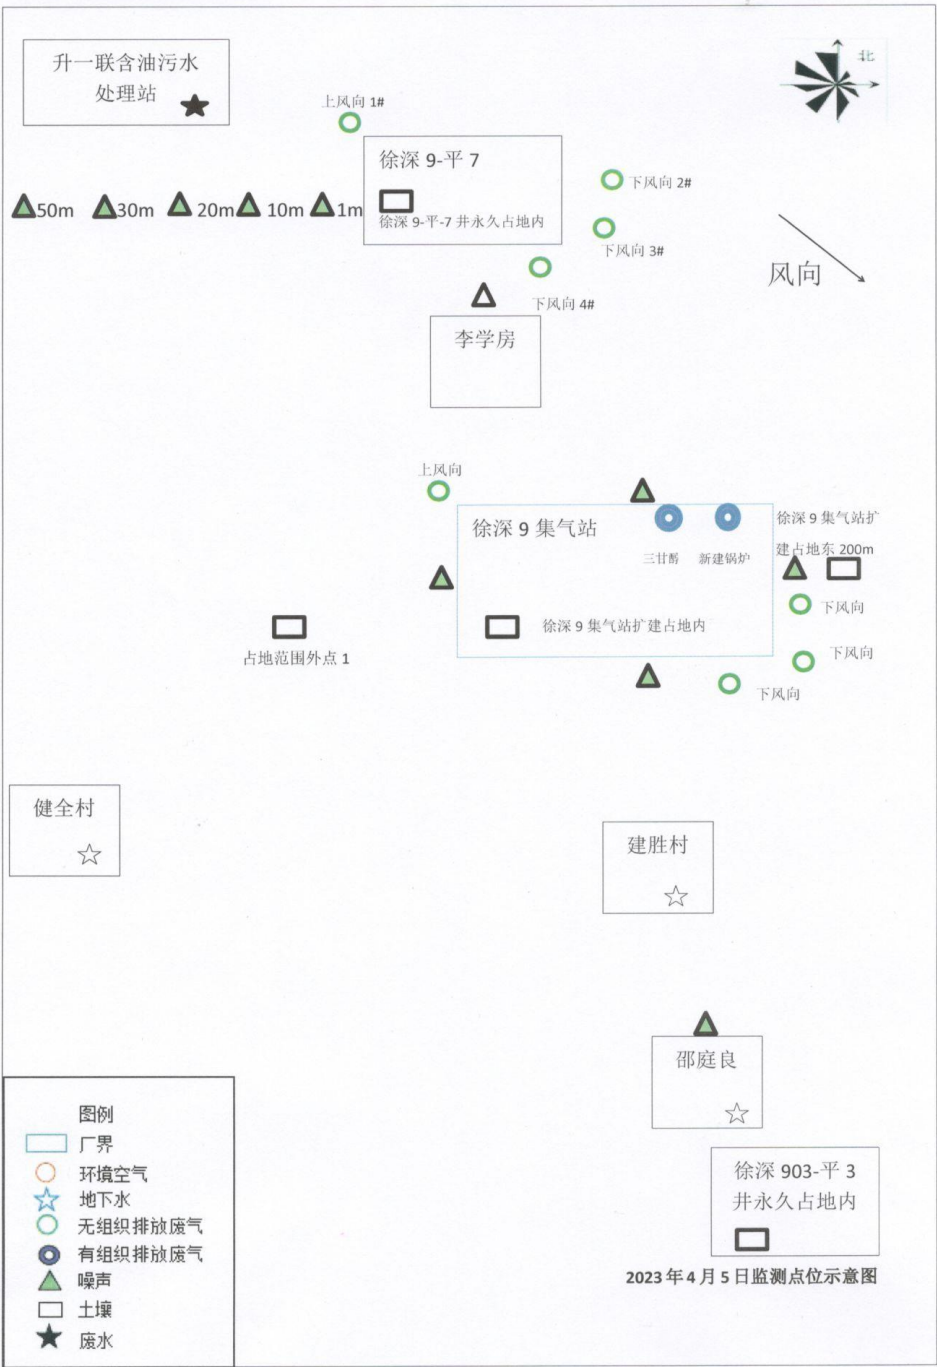 升一联含油污水
处理站
北
上风向 1#
徐深 9-平 7
徐深 9-平-7 井永久占地内
50m
30m
20m
10m
1m
下风向 2#
下风向 3#
下风向 4#
风向
李学房
上风向
徐深 9 集气站
三甘醇
新建锅炉
徐深 9 集气站扩
建占地东 200m
下风向
下风向
下风向
徐深 9 集气站扩建占地内
占地范围外点 1
健全村
建胜村
邵庭良
徐深 903-平 3
井永久占地内
2023 年 4 月 5 日监测点位示意图
图例
厂界
环境空气
地下水
无组织排放废气
有组织排放废气
噪声
土壤
废水